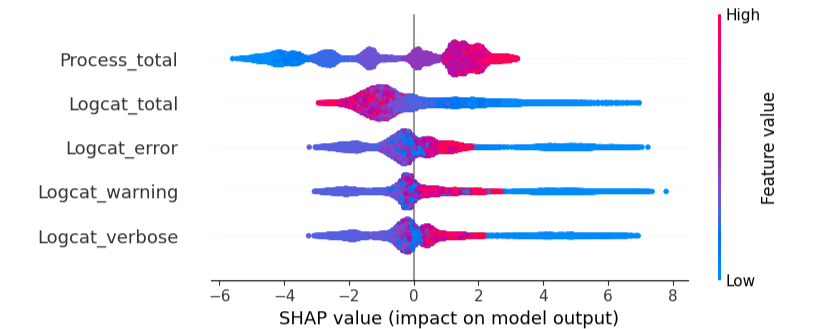 High
Process_total
Logcat_total
Logcat_error
Logcat_warning
Logcat_verbose
Feature value
Low
−6 −4 −2 0 2 4 6 8
SHAP value (impact on model output)